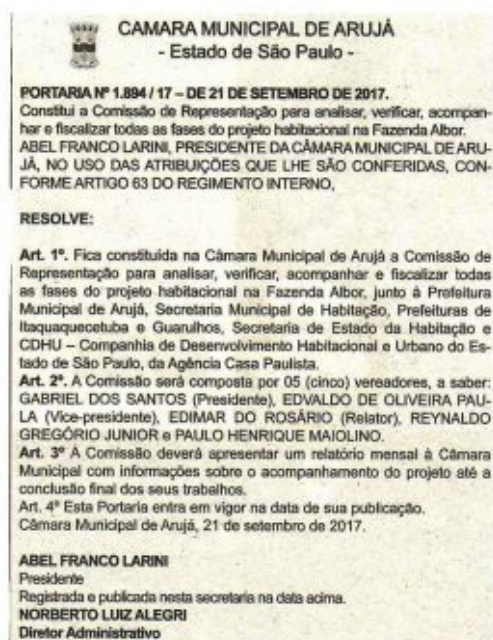 CAMARA MUNICIPAL DE ARUJÁ
- Estado de São Paulo -
PORTARIA Nº 1.894 / 17 – DE 21 DE SETEMBRO DE 2017.
Constitui a Comissão de Representação para analisar, verificar, acompan-
har e fiscalizar todas as fases do projeto habitacional na Fazenda Albor.
ABEL FRANCO LARINI, PRESIDENTE DA CÂMARA MUNICIPAL DE ARU-
JÁ, NO USO DAS ATRIBUIÇÕES QUE LHE SÃO CONFERIDAS, CON-
FORME ARTIGO 63 DO REGIMENTO INTERNO,
RESOLVE:
Art. 1º. Fica constituída na Câmara Municipal de Arujá a Comissão de
Representação para analisar, verificar, acompanhar e fiscalizar todas
as fases do projeto habitacional na Fazenda Albor, junto à Prefeitura
Municipal de Arujá, Secretaria Municipal de Habitação, Prefeituras de
Itaquaquecetuba e Guarulhos, Secretaria de Estado da Habitação e
CDHU – Companhia de Desenvolvimento Habitacional e Urbano do Es-
tado de São Paulo, da Agência Casa Paulista.
Art. 2º. A Comissão será composta por 05 (cinco) vereadores, a saber:
GABRIEL DOS SANTOS (Presidente), EDVALDO DE OLIVEIRA PAU-
LA (Vice-presidente), EDIMAR DO ROSÁRIO (Relator), REYNALDO
GREGÓRIO JUNIOR e PAULO HENRIQUE MAIOLINO.
Art. 3º A Comissão deverá apresentar um relatório mensal à Câmara
Municipal com informações sobre o acompanhamento do projeto até a
conclusão final dos seus trabalhos.
Art. 4º Esta Portaria entra em vigor na data de sua publicação.
Câmara Municipal de Arujá, 21 de setembro de 2017.
ABEL FRANCO LARINI
Presidente
Registrada e publicada nesta secretaria na data acima.
NORBERTO LUIZ ALEGRI
Diretor Administrativo